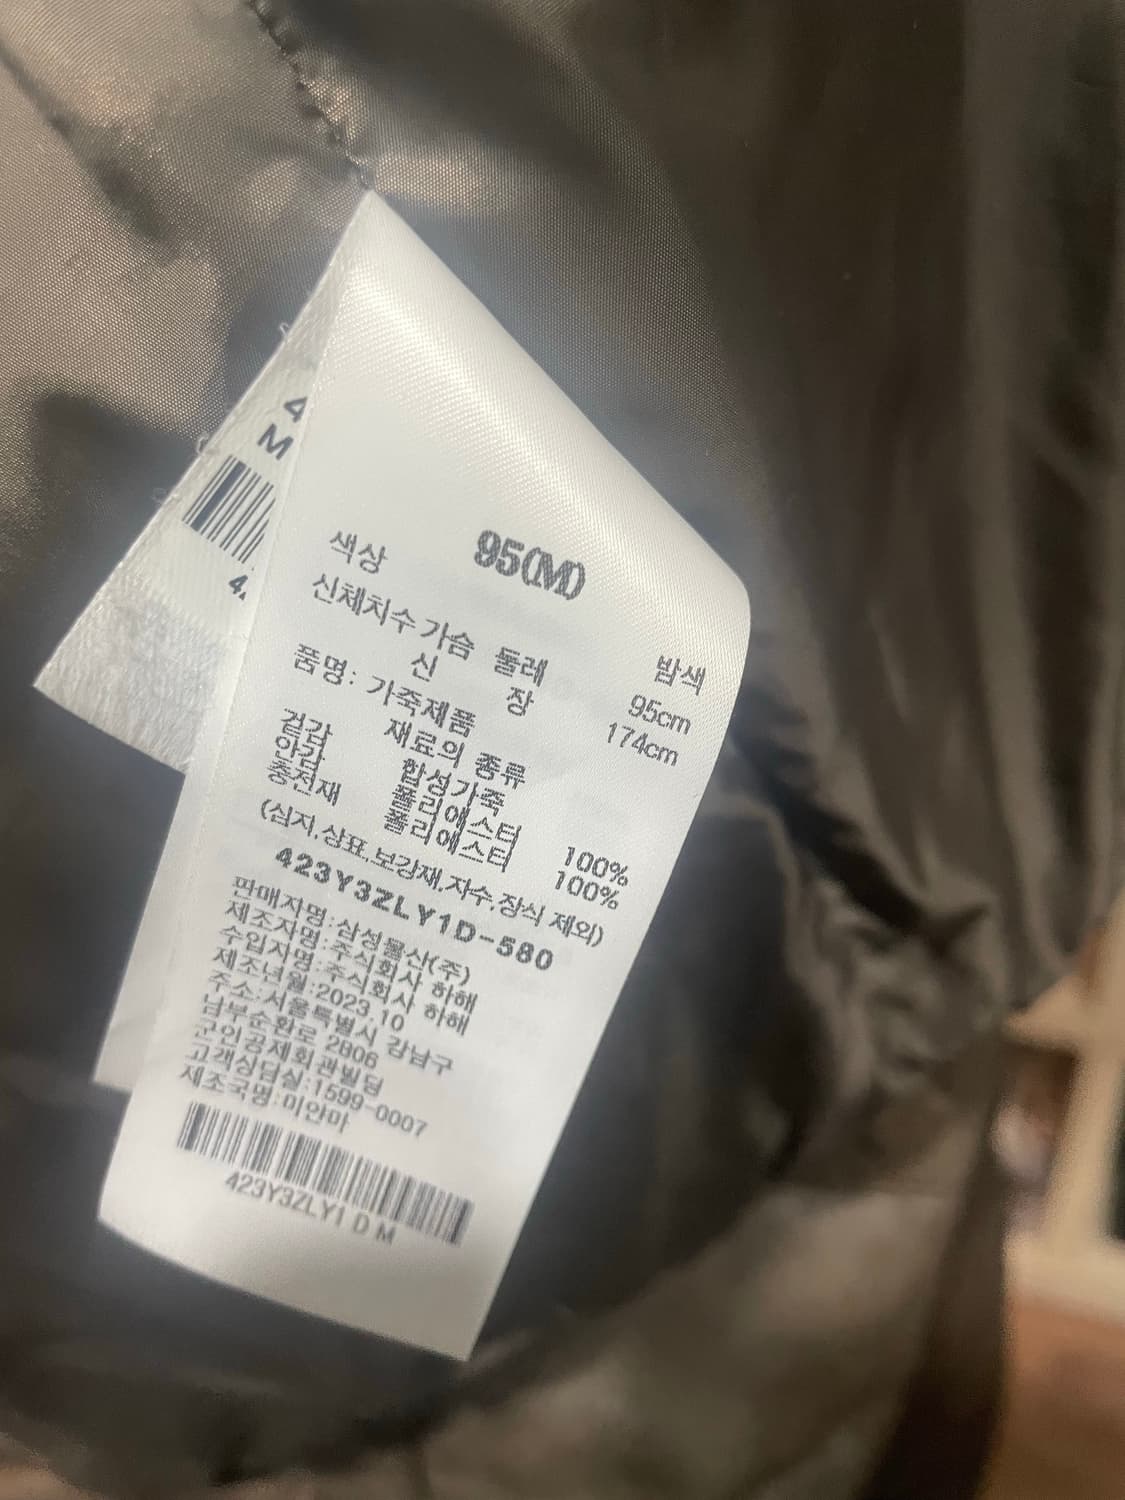 4
M
4
95(M)
색상 밤색
신체치수 가슴 둘레 95cm
신 장 174cm
품명: 가죽제품
재료의 종류
겉감 합성가죽
안감 폴리에스터 100%
충전재 폴리에스터 100%
(심지,상표,보강재,자수,장식 제외)
423Y3ZLY1D-580
판매자명:삼성물산(주)
제조자명:주식회사 하해
수입자명:주식회사 하해
제조년월:2023.10
주소:서울특별시 강남구
남부순환로 2806
군인공제회관빌딩
고객상담실:1599-0007
제조국명:미얀마
423Y3ZLY1 D M